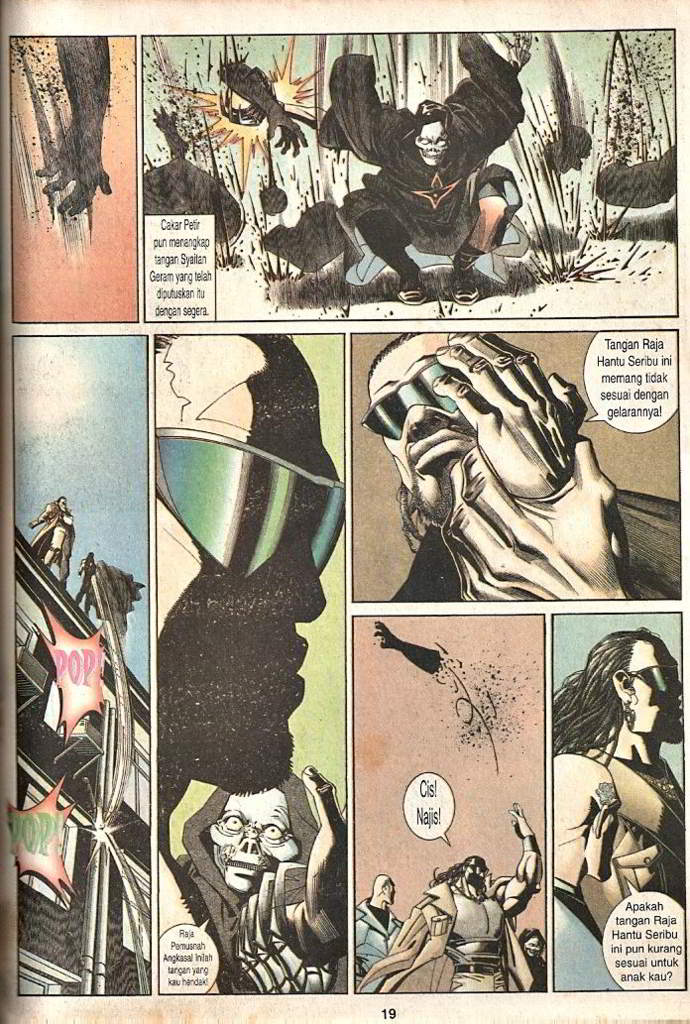 Cakar Petir
pun menangkap
tangan Syaitan
Geram yang telah
diputuskan itu
dengan segera.
POP!
POP!
Raja
Pemusnah
Angkasa! Inilah
tangan yang
kau hendak!
Tangan Raja
Hantu Seribu ini
memang tidak
sesuai dengan
gelarannya!
Cis!
Najis!
Apakah
tangan Raja
Hantu Seribu
ini pun kurang
sesuai untuk
anak kau?
19